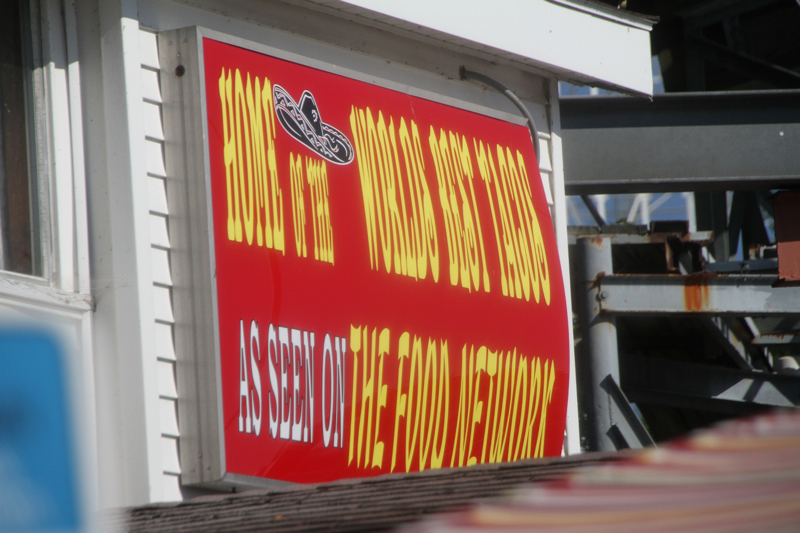 HOME OF THE WORLDS BEST TACOS
AS SEEN ON THE FOOD NETWORK